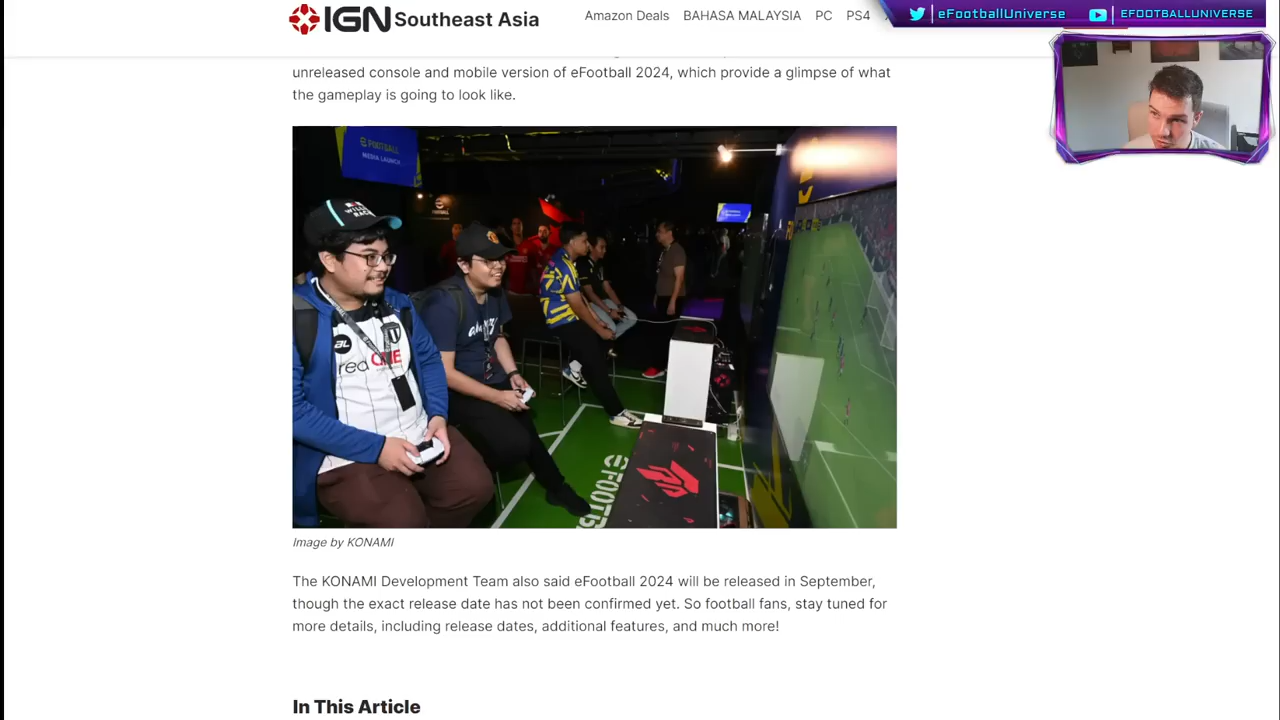 IGN Southeast Asia
Amazon Deals BAHASA MALAYSIA PC PS4
eFootballUniverse EFOOTBALLUNIVERSE
unreleased console and mobile version of eFootball 2024, which provide a glimpse of what
the gameplay is going to look like.
FOOTBALL
MEDIA LAUNCH
red
Image by KONAMI
The KONAMI Development Team also said eFootball 2024 will be released in September,
though the exact release date has not been confirmed yet. So football fans, stay tuned for
more details, including release dates, additional features, and much more!
In This Article